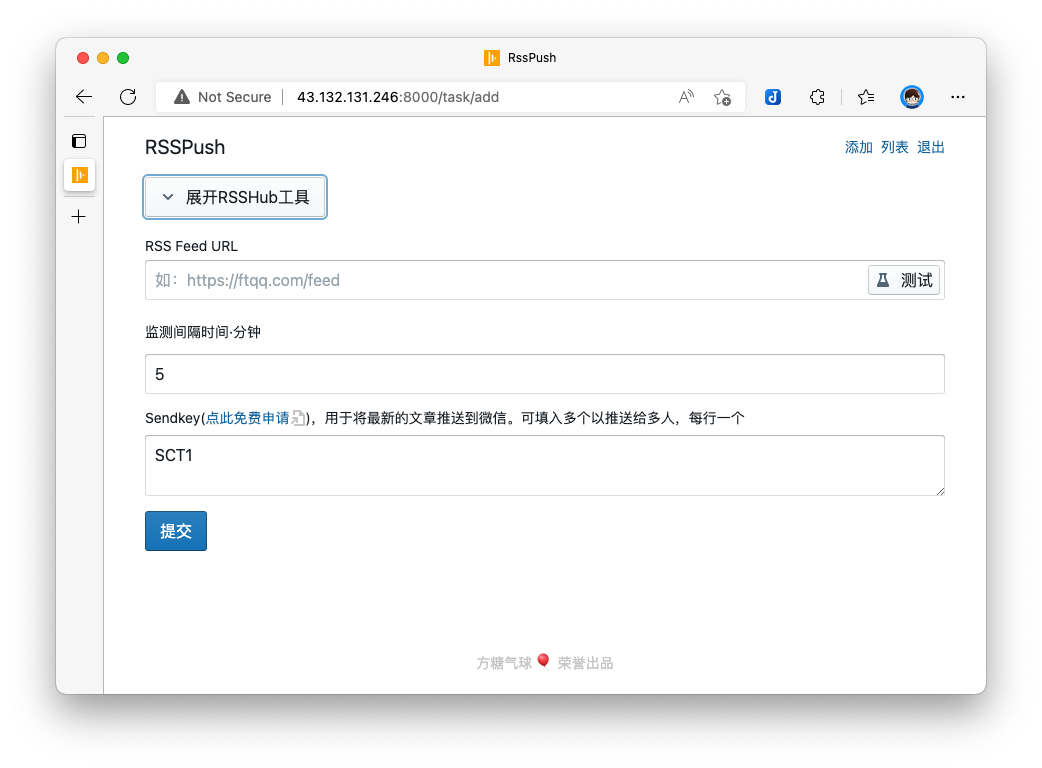 RssPush
Not Secure 43.132.131.246:8000/task/add
RSSPush 添加 列表 退出
展开RSSHub工具
RSS Feed URL
如：https://ftqq.com/feed 测试
监测间隔时间·分钟
5
Sendkey(点此免费申请)，用于将最新的文章推送到微信。可填入多个以推送给多人，每行一个
SCT1
提交
方糖气球🎈 荣誉出品